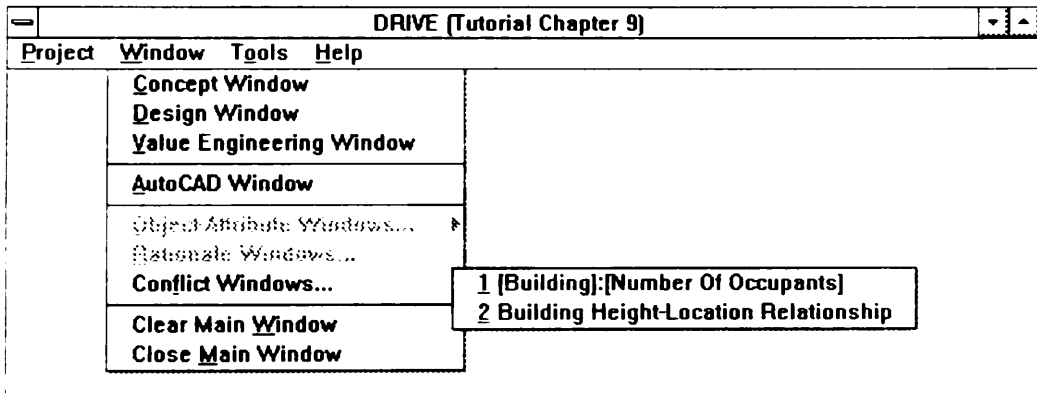 DRIVE (Tutorial Chapter 9)
Project Window Tools Help
Concept Window
Design Window
Value Engineering Window
AutoCAD Window
Object Attribute Windows...
Rationale Windows...
Conflict Windows...
1 [Building]:[Number Of Occupants]
2 Building Height-Location Relationship
Clear Main Window
Close Main Window